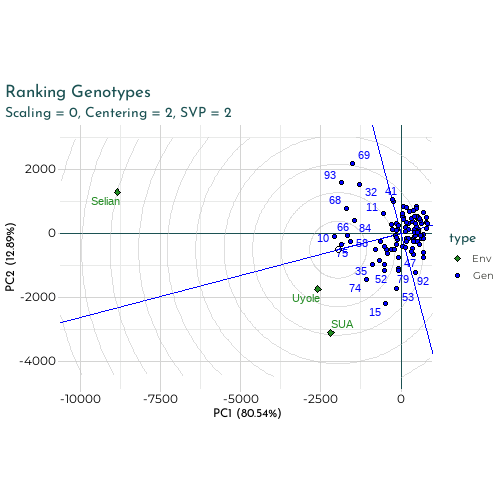 Ranking Genotypes
Scaling = 0, Centering = 2, SVP = 2
69
93
32
41
Selian
68
11
66
84
10
58
75
47
35
52
79
92
74
53
15
Uyole
SUA
2000
0
-2000
-4000
PC2 (12.89%)
-10000
-7500
-5000
-2500
0
PC1 (80.54%)
type
Env
Gen